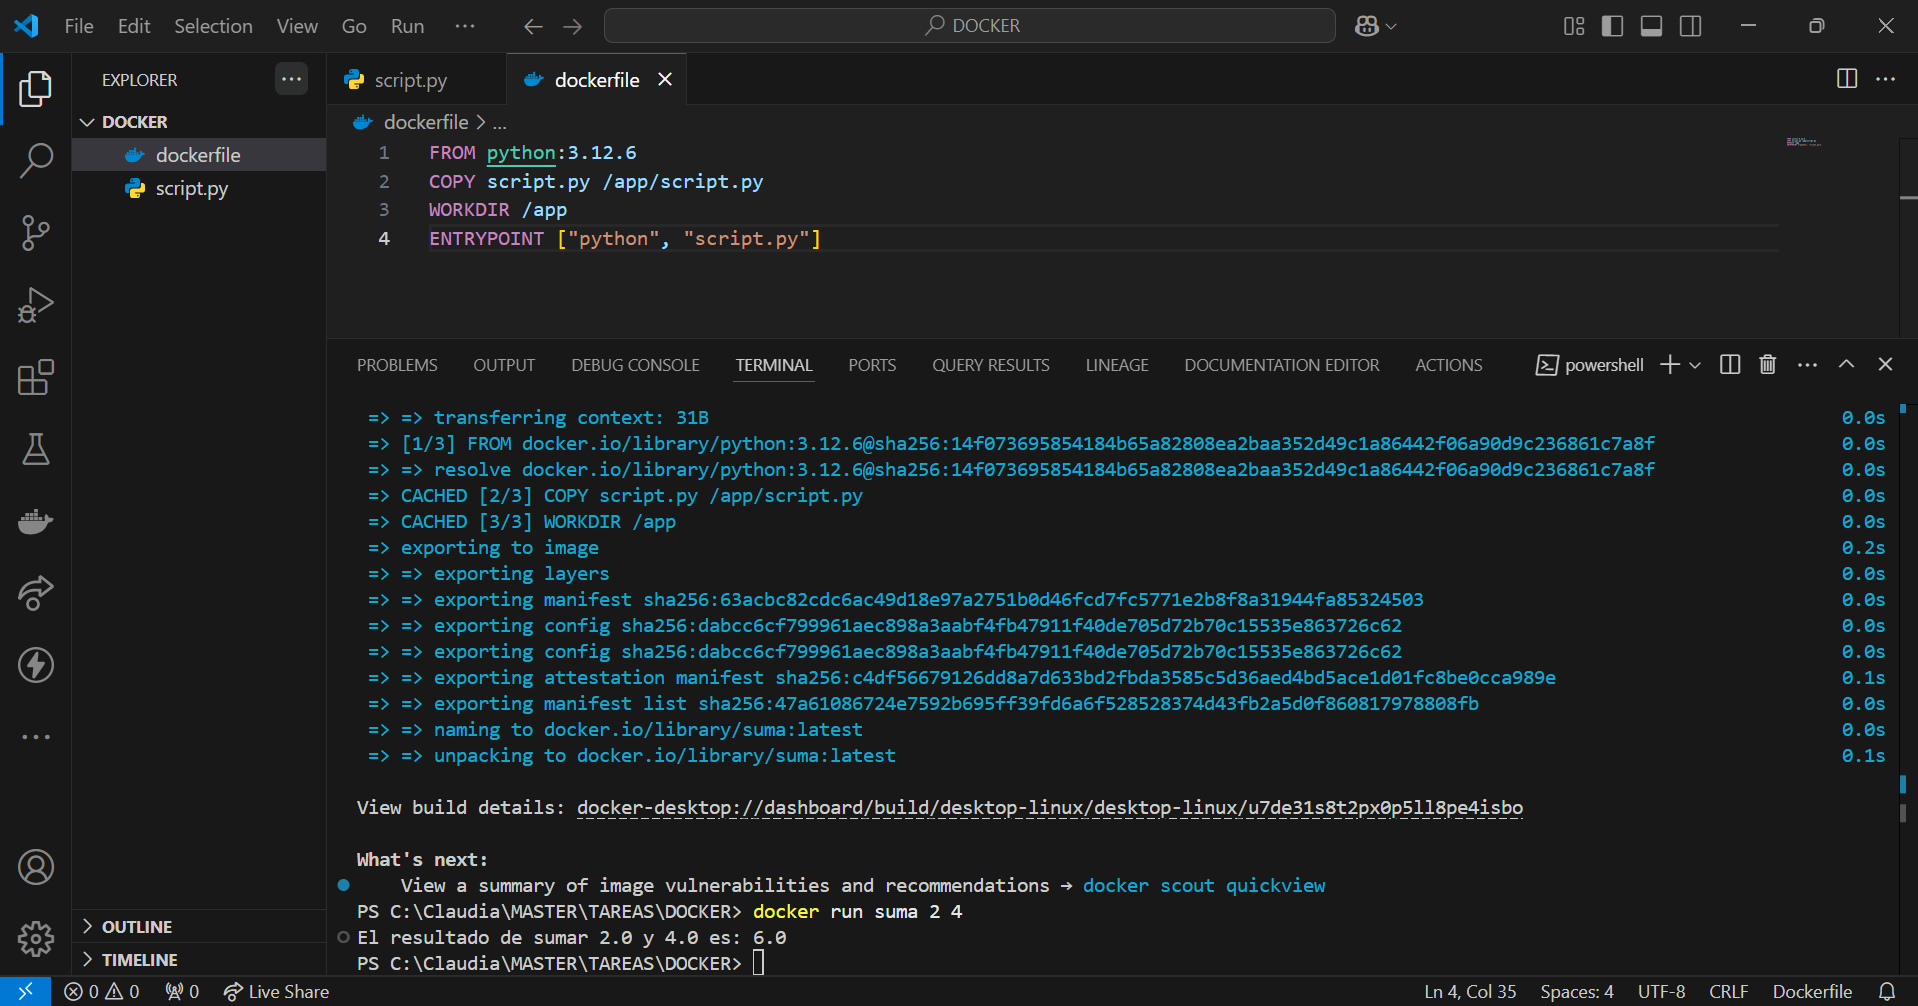 File Edit Selection View Go Run ··· DOCKER
EXPLORER ···
DOCKER
dockerfile
script.py
OUTLINE
TIMELINE
script.py dockerfile
dockerfile > ...
1 FROM python:3.12.6
2 COPY script.py /app/script.py
3 WORKDIR /app
4 ENTRYPOINT ["python", "script.py"]
PROBLEMS OUTPUT DEBUG CONSOLE TERMINAL PORTS QUERY RESULTS LINEAGE DOCUMENTATION EDITOR ACTIONS powershell
=> => transferring context: 31B 0.0s
=> [1/3] FROM docker.io/library/python:3.12.6@sha256:14f073695854184b65a82808ea2baa352d49c1a86442f06a90d9c236861c7a8f 0.0s
=> => resolve docker.io/library/python:3.12.6@sha256:14f073695854184b65a82808ea2baa352d49c1a86442f06a90d9c236861c7a8f 0.0s
=> CACHED [2/3] COPY script.py /app/script.py 0.0s
=> CACHED [3/3] WORKDIR /app 0.0s
=> exporting to image 0.2s
=> => exporting layers 0.0s
=> => exporting manifest sha256:63acbc82cdc6ac49d18e97a2751b0d46fcd7fc5771e2b8f8a31944fa85324503 0.0s
=> => exporting config sha256:dabcc6cf799961aec898a3aabf4fb47911f40de705d72b70c15535e863726c62 0.0s
=> => exporting config sha256:dabcc6cf799961aec898a3aabf4fb47911f40de705d72b70c15535e863726c62 0.0s
=> => exporting attestation manifest sha256:c4df56679126dd8a7d633bd2fbda3585c5d36aed4bd5ace1d01fc8be0cca989e 0.1s
=> => exporting manifest list sha256:47a61086724e7592b695ff39fd6a6f528528374d43fb2a5d0f860817978808fb 0.0s
=> => naming to docker.io/library/suma:latest 0.0s
=> => unpacking to docker.io/library/suma:latest 0.1s
View build details: docker-desktop://dashboard/build/desktop-linux/desktop-linux/u7de31s8t2px0p5ll8pe4isbo
What's next:
View a summary of image vulnerabilities and recommendations → docker scout quickview
PS C:\Claudia\MASTER\TAREAS\DOCKER> docker run suma 2 4
El resultado de sumar 2.0 y 4.0 es: 6.0
PS C:\Claudia\MASTER\TAREAS\DOCKER>
0 0 0 Live Share Ln 4, Col 35 Spaces: 4 UTF-8 CRLF Dockerfile